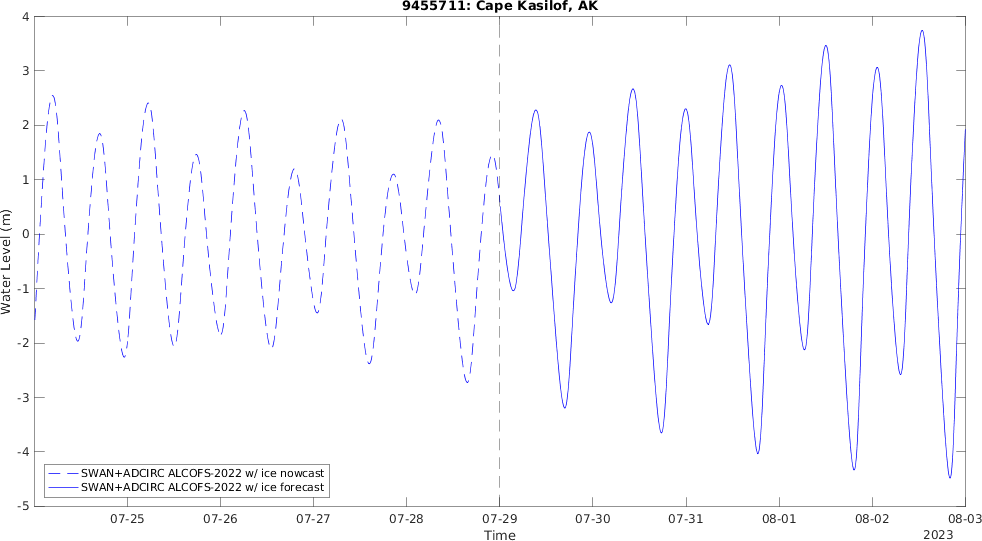 9455711: Cape Kasilof, AK
Water Level (m)
4
3
2
1
0
-1
-2
-3
-4
-5
SWAN+ADCIRC ALCOFS-2022 w/ ice nowcast
SWAN+ADCIRC ALCOFS-2022 w/ ice forecast
07-25 07-26 07-27 07-28 07-29 07-30 07-31 08-01 08-02 08-03
Time
2023